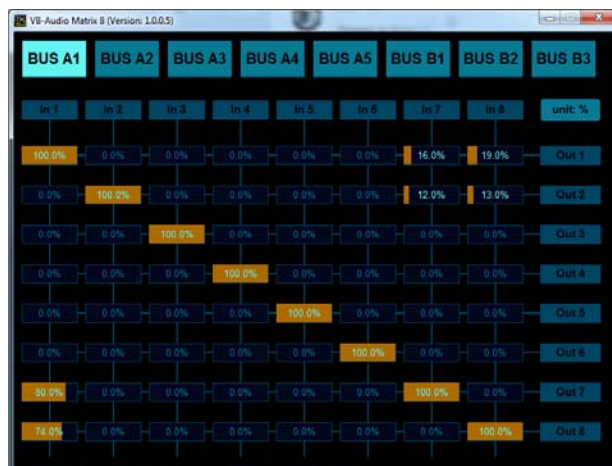 VB-Audio Matrix 8 (Version: 1.0.0.5)
BUS A1 BUS A2 BUS A3 BUS A4 BUS A5 BUS B1 BUS B2 BUS B3
In 1 In 2 In 3 In 4 In 5 In 6 In 7 In 8 unit: %
100.0% 0.0% 0.0% 0.0% 0.0% 0.0% 16.0% 19.0% Out 1
0.0% 100.0% 0.0% 0.0% 0.0% 0.0% 12.0% 13.0% Out 2
0.0% 0.0% 100.0% 0.0% 0.0% 0.0% 0.0% 0.0% Out 3
0.0% 0.0% 0.0% 100.0% 0.0% 0.0% 0.0% 0.0% Out 4
0.0% 0.0% 0.0% 0.0% 100.0% 0.0% 0.0% 0.0% Out 5
0.0% 0.0% 0.0% 0.0% 0.0% 100.0% 0.0% 0.0% Out 6
80.0% 0.0% 0.0% 0.0% 0.0% 0.0% 100.0% 0.0% Out 7
74.0% 0.0% 0.0% 0.0% 0.0% 0.0% 0.0% 100.0% Out 8